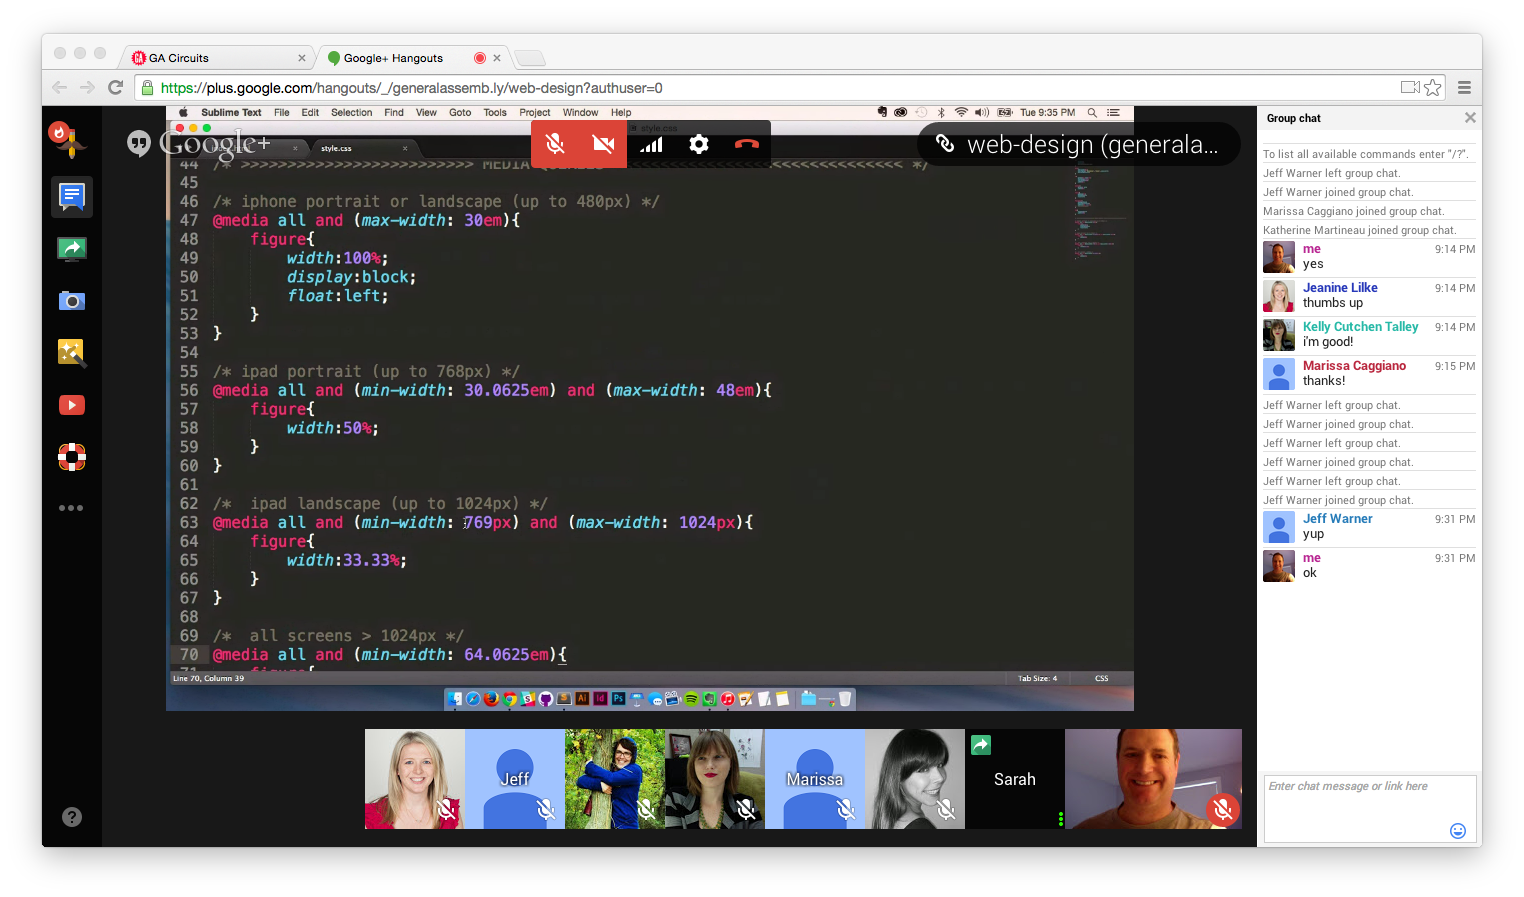 GA Circuits
Google+ Hangouts
https://plus.google.com/hangouts/_/generalassemb.ly/web-design?authuser=0
Sublime Text File Edit Selection Find View Goto Tools Project Window Help
Tue 9:35 PM
style.css
Google+
style.css
web-design (generala...
44 /* >>>>>>>>>>>>>>>>>>>>>>>>> MEDIA QUERIES <<<<<<<<<<<<<<<<<<<<<<<<< */
45
46 /* iphone portrait or landscape (up to 480px) */
47 @media all and (max-width: 30em){
48 figure{
49 width:100%;
50 display:block;
51 float:left;
52 }
53 }
54
55 /* ipad portrait (up to 768px) */
56 @media all and (min-width: 30.0625em) and (max-width: 48em){
57 figure{
58 width:50%;
59 }
60 }
61
62 /*  ipad landscape (up to 1024px) */
63 @media all and (min-width: 769px) and (max-width: 1024px){
64 figure{
65 width:33.33%;
66 }
67 }
68
69 /*  all screens > 1024px */
70 @media all and (min-width: 64.0625em){
71 figure{
Line 70, Column 39
Tab Size: 4
CSS
Jeff
Marissa
Sarah
Group chat
To list all available commands enter "/?".
Jeff Warner left group chat.
Jeff Warner joined group chat.
Marissa Caggiano joined group chat.
Katherine Martineau joined group chat.
me 9:14 PM
yes
Jeanine Lilke 9:14 PM
thumbs up
Kelly Cutchen Talley 9:14 PM
i'm good!
Marissa Caggiano 9:15 PM
thanks!
Jeff Warner left group chat.
Jeff Warner joined group chat.
Jeff Warner left group chat.
Jeff Warner joined group chat.
Jeff Warner left group chat.
Jeff Warner joined group chat.
Jeff Warner 9:31 PM
yup
me 9:31 PM
ok
Enter chat message or link here